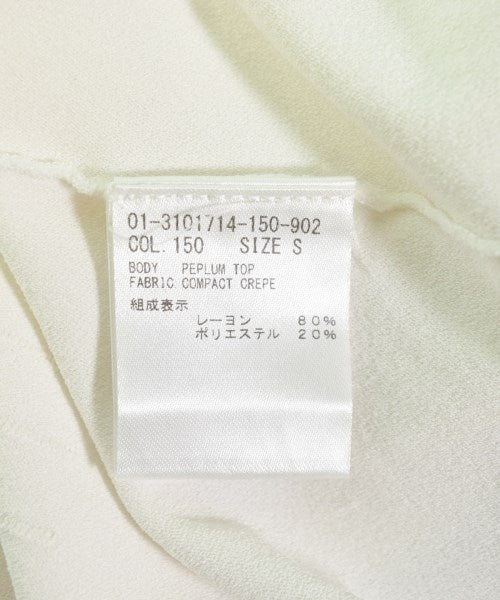 01-3101714-150-902
COL.150 SIZE S
BODY PEPLUM TOP
FABRIC COMPACT CREPE
組成表示
レーヨン 80%
ポリエステル 20%